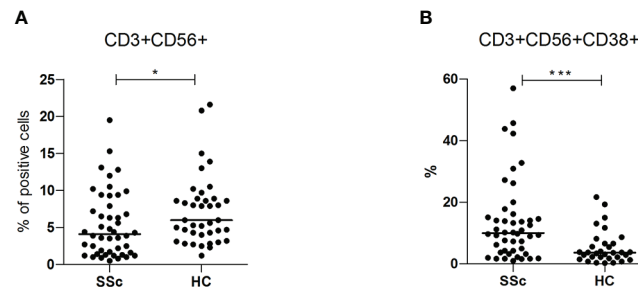 A
CD3+CD56+
*
25
20
15
10
5
0
% of positive cells
SSc
HC
B
CD3+CD56+CD38+
***
60
40
20
0
%
SSc
HC